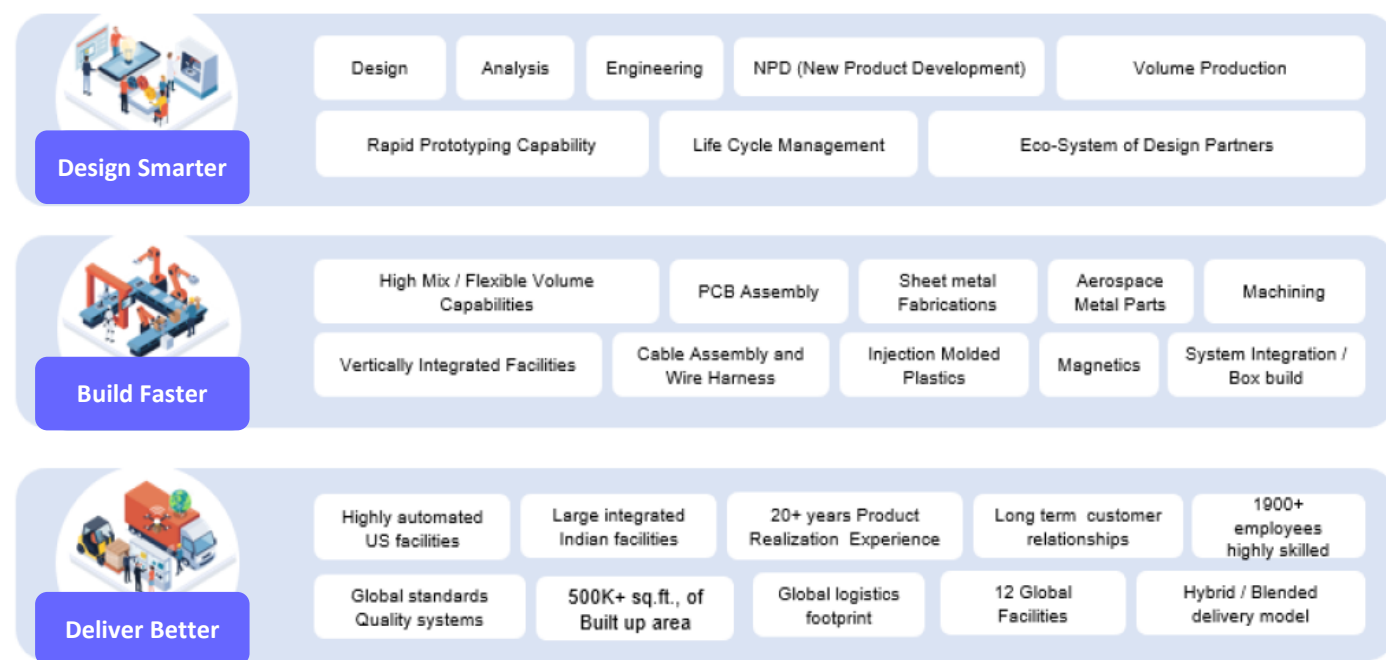 Design
Analysis
Engineering
NPD (New Product Development)
Volume Production
Rapid Prototyping Capability
Life Cycle Management
Eco-System of Design Partners
Design Smarter
High Mix / Flexible Volume
Capabilities
PCB Assembly
Sheet metal
Fabrications
Aerospace
Metal Parts
Machining
Vertically Integrated Facilities
Cable Assembly and
Wire Harness
Injection Molded
Plastics
Magnetics
System Integration /
Box build
Build Faster
Highly automated
US facilities
Large integrated
Indian facilities
20+ years Product
Realization Experience
Long term customer
relationships
1900+
employees
highly skilled
Global standards
Quality systems
500K+ sq.ft., of
Built up area
Global logistics
footprint
12 Global
Facilities
Hybrid / Blended
delivery model
Deliver Better